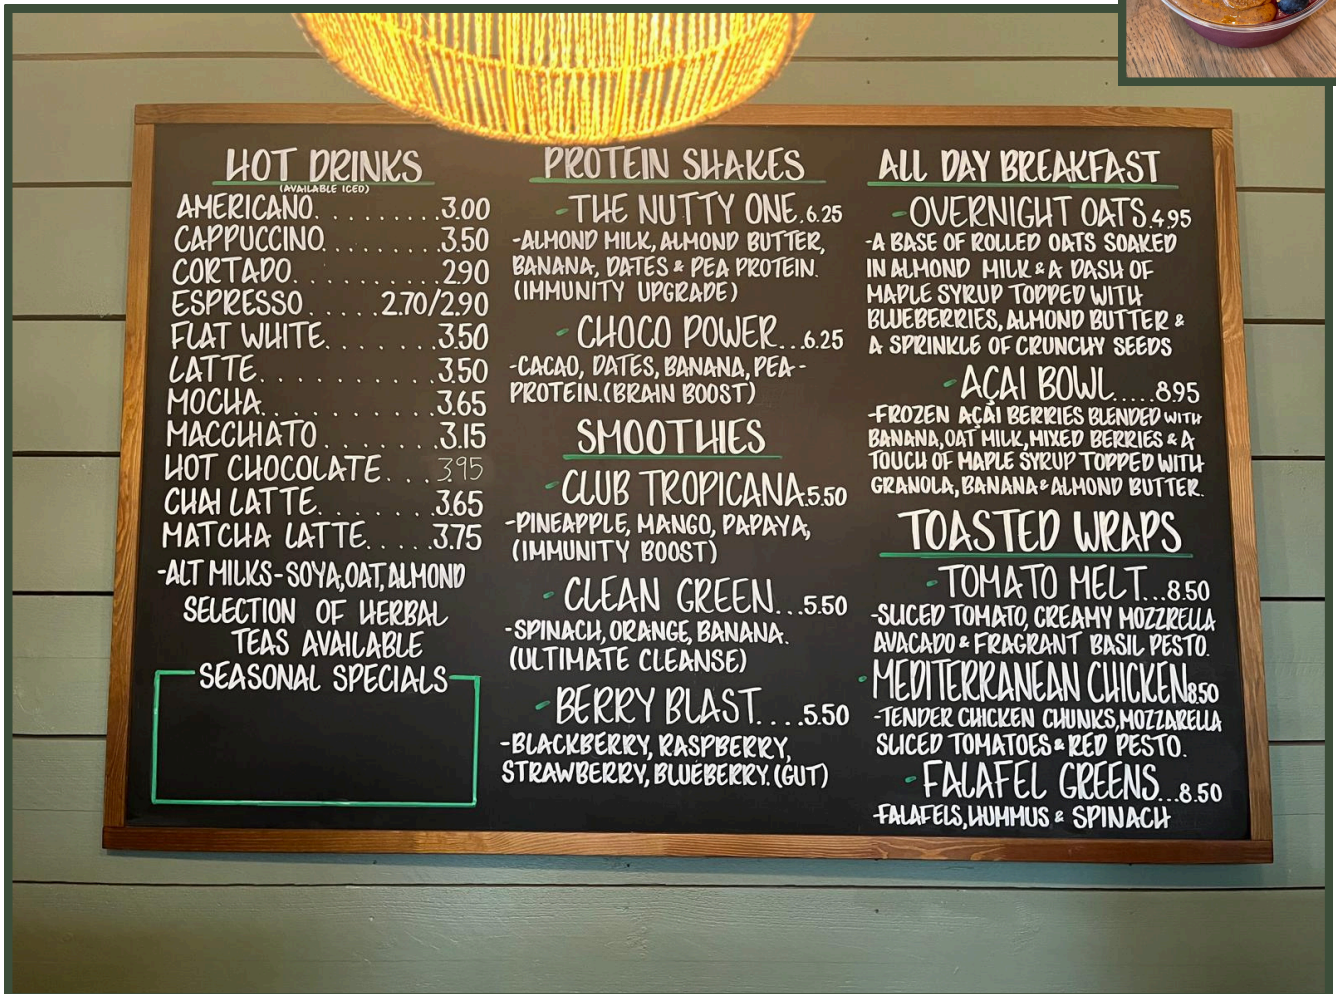 HOT DRINKS
(AVAILABLE ICED)
AMERICANO.........3.00
CAPPUCCINO........3.50
CORTADO..........2.90
ESPRESSO.....2.70/2.90
FLAT WHITE.......3.50
LATTE...........3.50
MOCHA..........3.65
MACCHIATO.......3.15
HOT CHOCOLATE...3.95
CHAI LATTE.......3.65
MATCHA LATTE.....3.75
-ALT MILKS-SOYA,OAT,ALMOND
SELECTION OF HERBAL
TEAS AVAILABLE
SEASONAL SPECIALS
PROTEIN SHAKES
-THE NUTTY ONE.6.25
-ALMOND MILK, ALMOND BUTTER,
BANANA, DATES & PEA PROTEIN.
(IMMUNITY UPGRADE)
-CHOCO POWER...6.25
-CACAO, DATES, BANANA, PEA-
PROTEIN.(BRAIN BOOST)
SMOOTHIES
-CLUB TROPICANA.5.50
-PINEAPPLE, MANGO, PAPAYA,
(IMMUNITY BOOST)
-CLEAN GREEN...5.50
-SPINACH, ORANGE, BANANA.
(ULTIMATE CLEANSE)
-BERRY BLAST....5.50
-BLACKBERRY, RASPBERRY,
STRAWBERRY, BLUEBERRY. (GUT)
ALL DAY BREAKFAST
-OVERNIGHT OATS.4.95
-A BASE OF ROLLED OATS SOAKED
IN ALMOND MILK & A DASH OF
MAPLE SYRUP TOPPED WITH
BLUEBERRIES, ALMOND BUTTER &
A SPRINKLE OF CRUNCHY SEEDS
-AÇAI BOWL.....8.95
-FROZEN AÇAI BERRIES BLENDED WITH
BANANA, OAT MILK, MIXED BERRIES & A
TOUCH OF MAPLE SYRUP TOPPED WITH
GRANOLA, BANANA & ALMOND BUTTER.
TOASTED WRAPS
-TOMATO MELT...8.50
-SLICED TOMATO, CREAMY MOZZRELLA
AVACADO & FRAGRANT BASIL PESTO.
-MEDITERRANEAN CHICKEN8.50
-TENDER CHICKEN CHUNKS, MOZZARELLA
SLICED TOMATOES & RED PESTO.
-FALAFEL GREENS...8.50
-FALAFELS, HUMMUS & SPINACH